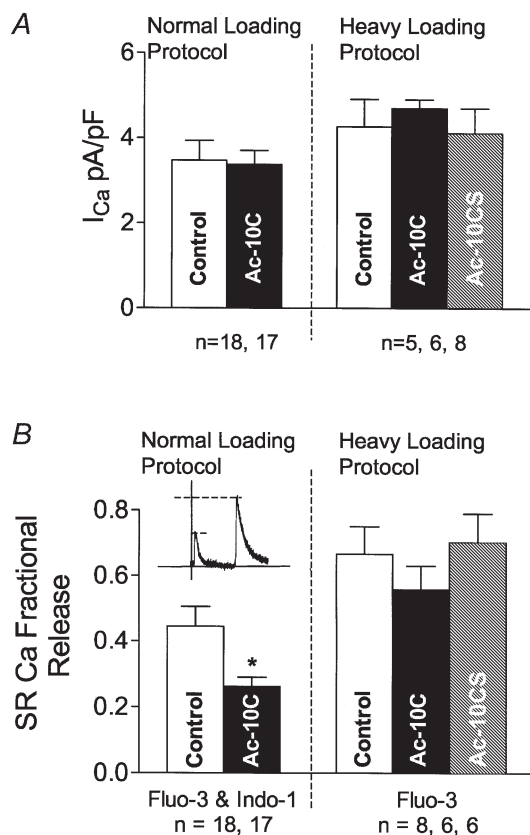 A
Normal Loading Protocol
Heavy Loading Protocol
I_Ca pA/pF
6
4
2
0
Control
Ac-10C
Control
Ac-10C
Ac-10CS
n=18, 17
n=5, 6, 8
B
Normal Loading Protocol
Heavy Loading Protocol
SR Ca Fractional Release
0.8
0.6
0.4
0.2
0.0
Control
*
Ac-10C
Control
Ac-10C
Ac-10CS
Fluo-3 & Indo-1
n = 18, 17
Fluo-3
n = 8, 6, 6